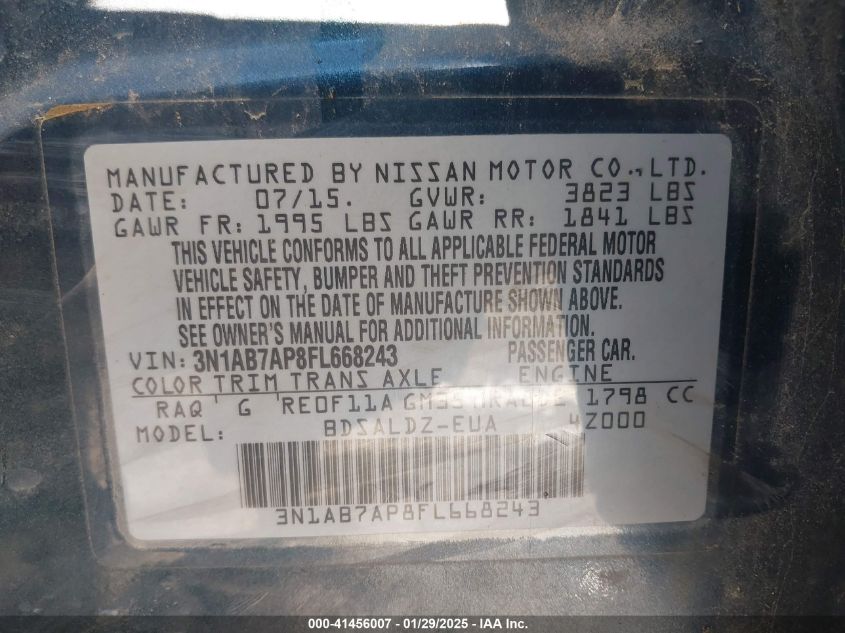 MANUFACTURED BY NISSAN MOTOR CO., LTD.
DATE: 07/15. GVWR: 3823 LBS
GAWR FR: 1995 LBS GAWR RR: 1841 LBS
THIS VEHICLE CONFORMS TO ALL APPLICABLE FEDERAL MOTOR
VEHICLE SAFETY, BUMPER AND THEFT PREVENTION STANDARDS
IN EFFECT ON THE DATE OF MANUFACTURE SHOWN ABOVE.
SEE OWNER'S MANUAL FOR ADDITIONAL INFORMATION.
VIN: 3N1AB7AP8FL668243 PASSENGER CAR.
COLOR TRIM TRANS AXLE ENGINE
RAQ G RE0F11A 1798 CC
MODEL: BDSALDZ-EUA 4Z000
3N1AB7AP8FL668243
000-41456007 - 01/29/2025 - IAA Inc.